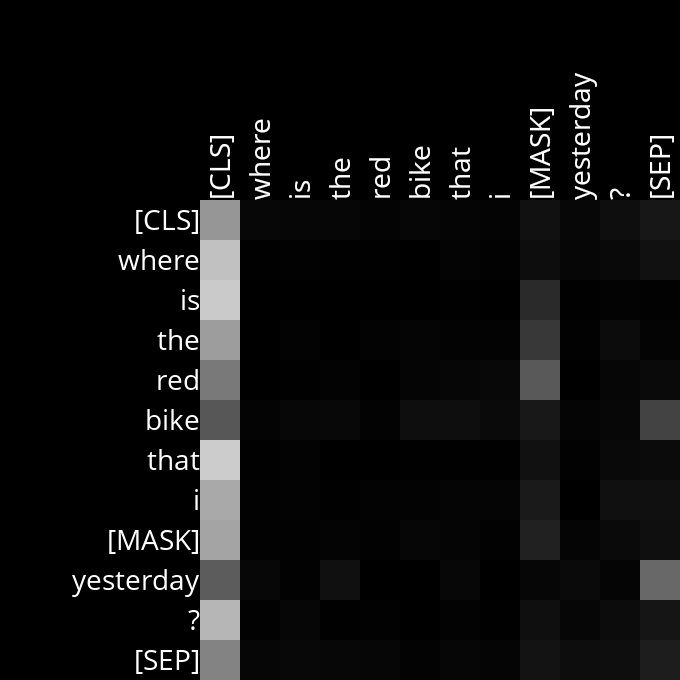 [CLS] where is the red bike that i [MASK] yesterday ? [SEP]
[CLS]
where
is
the
red
bike
that
i
[MASK]
yesterday
?
[SEP]